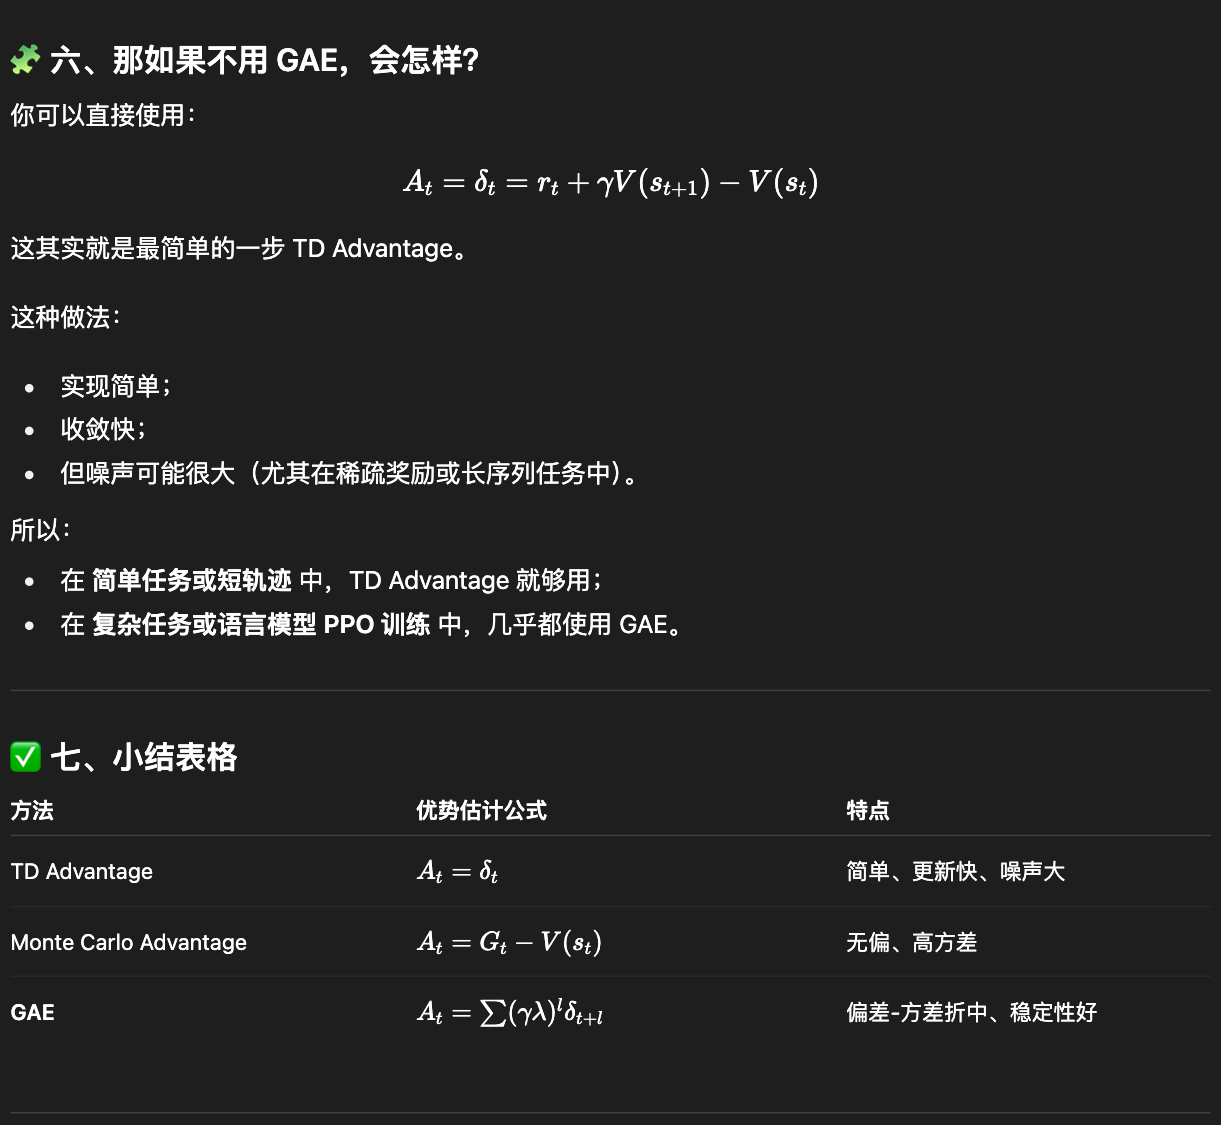 🧩 六、那如果不用 GAE，会怎样?
你可以直接使用：
A_t = δ_t = r_t + γV(s_{t+1}) − V(s_t)
这其实就是最简单的一步 TD Advantage。
这种做法：
• 实现简单；
• 收敛快；
• 但噪声可能很大（尤其在稀疏奖励或长序列任务中）。
所以：
• 在 简单任务或短轨迹 中，TD Advantage 就够用；
• 在 复杂任务或语言模型 PPO 训练 中，几乎都使用 GAE。
✅ 七、小结表格
方法 优势估计公式 特点
TD Advantage A_t = δ_t 简单、更新快、噪声大
Monte Carlo Advantage A_t = G_t − V(s_t) 无偏、高方差
GAE A_t = ∑(γλ)^l δ_{t+l} 偏差-方差折中、稳定性好